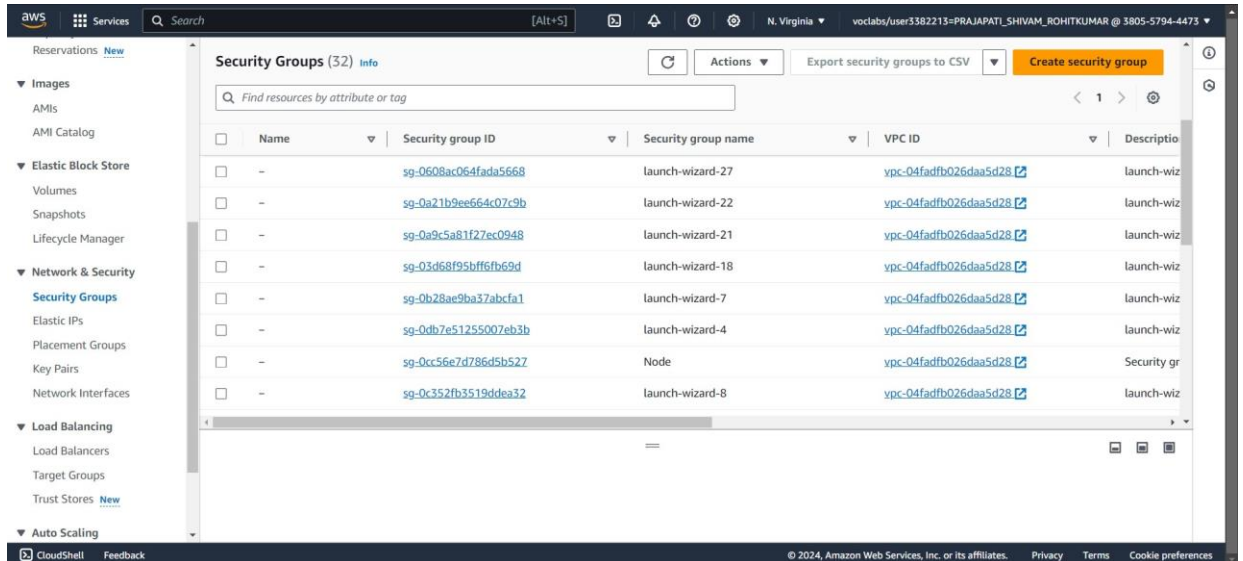 aws Services Search [Alt+S] N. Virginia voclabs/user3382213=PRAJAPATI_SHIVAM_ROHITKUMAR @ 3805-5794-4473
Reservations New
Images
AMIs
AMI Catalog
Elastic Block Store
Volumes
Snapshots
Lifecycle Manager
Network & Security
Security Groups
Elastic IPs
Placement Groups
Key Pairs
Network Interfaces
Load Balancing
Load Balancers
Target Groups
Trust Stores New
Auto Scaling
Security Groups (32) Info Actions Export security groups to CSV Create security group
Find resources by attribute or tag 1
Name Security group ID Security group name VPC ID Descriptio
– sg-0608ac064fada5668 launch-wizard-27 vpc-04fadfb026daa5d28 launch-wiz
– sg-0a21b9ee664c07c9b launch-wizard-22 vpc-04fadfb026daa5d28 launch-wiz
– sg-0a9c5a81f27ec0948 launch-wizard-21 vpc-04fadfb026daa5d28 launch-wiz
– sg-03d68f95bff6fb69d launch-wizard-18 vpc-04fadfb026daa5d28 launch-wiz
– sg-0b28ae9ba37abcfa1 launch-wizard-7 vpc-04fadfb026daa5d28 launch-wiz
– sg-0db7e51255007eb3b launch-wizard-4 vpc-04fadfb026daa5d28 launch-wiz
– sg-0cc56e7d786d5b527 Node vpc-04fadfb026daa5d28 Security gr
– sg-0c352fb3519ddea32 launch-wizard-8 vpc-04fadfb026daa5d28 launch-wiz
CloudShell Feedback © 2024, Amazon Web Services, Inc. or its affiliates. Privacy Terms Cookie preferences